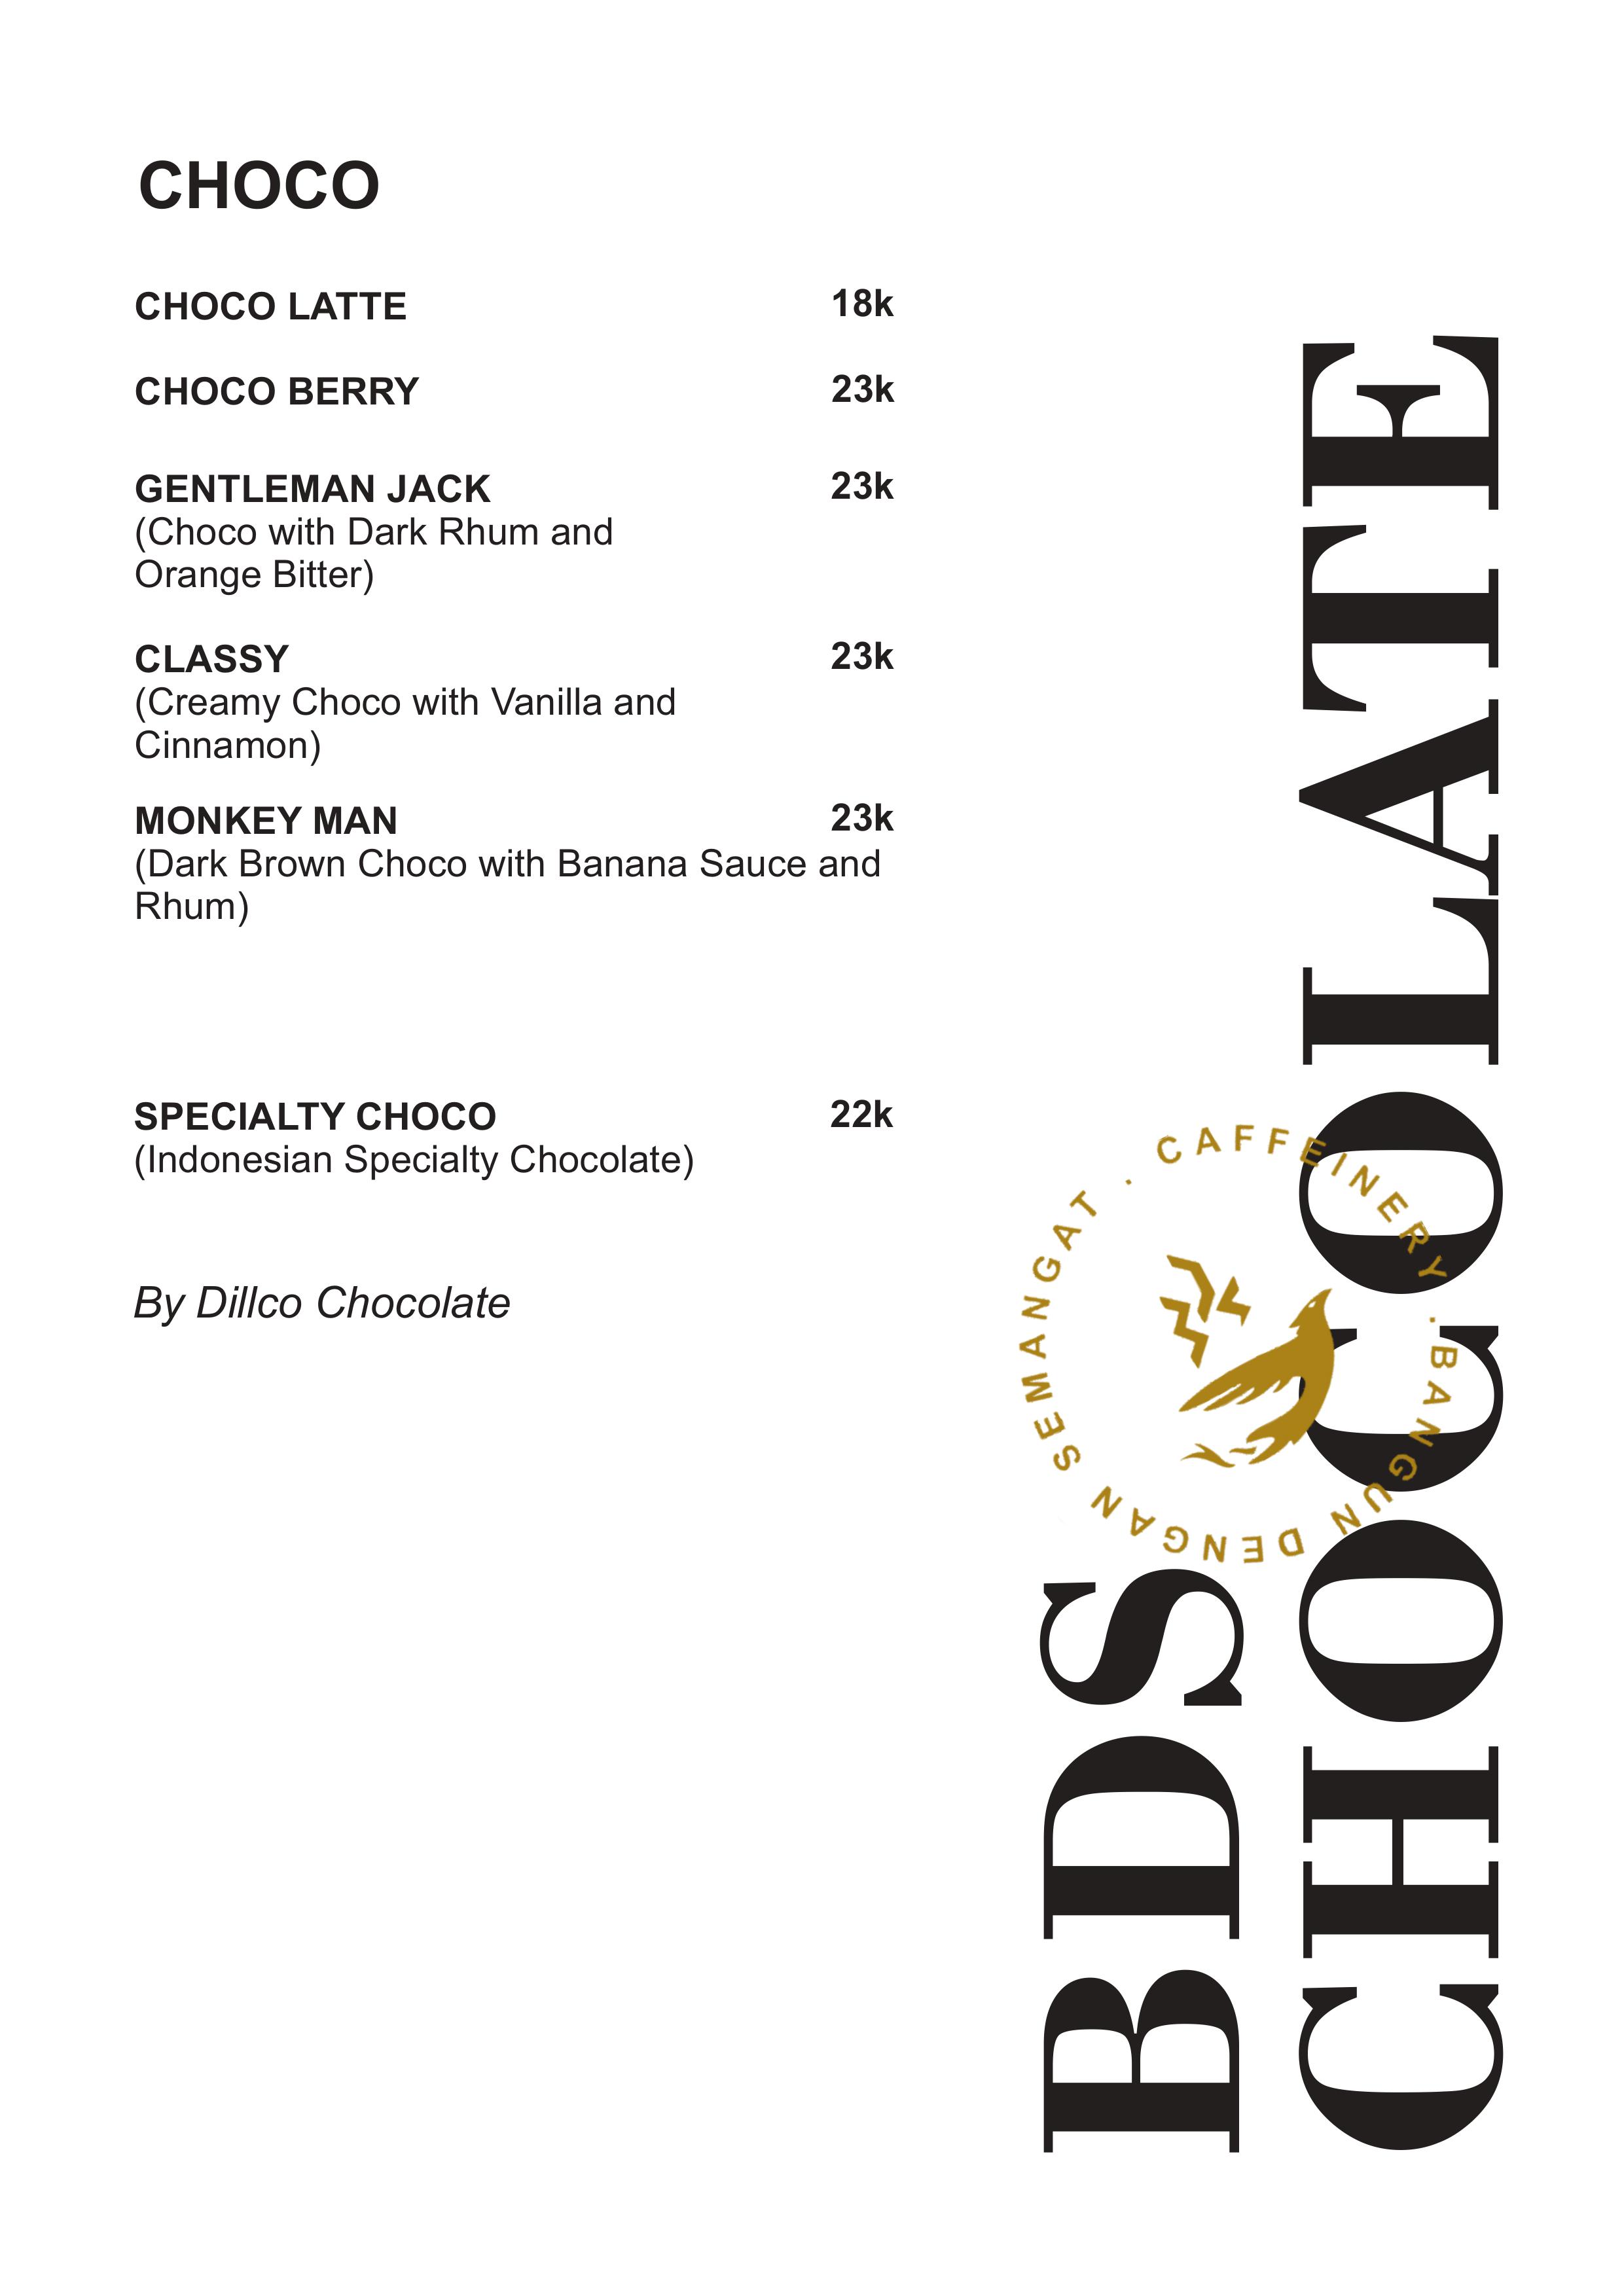 CHOCO
CHOCO LATTE 18k
CHOCO BERRY 23k
GENTLEMAN JACK 23k
(Choco with Dark Rhum and
Orange Bitter)
CLASSY 23k
(Creamy Choco with Vanilla and
Cinnamon)
MONKEY MAN 23k
(Dark Brown Choco with Banana Sauce and
Rhum)
SPECIALTY CHOCO 22k
(Indonesian Specialty Chocolate)
By Dillco Chocolate
BDS
CHOCOLATE
CAFFEINERY . BANGUN DENGAN SEMANGAT .